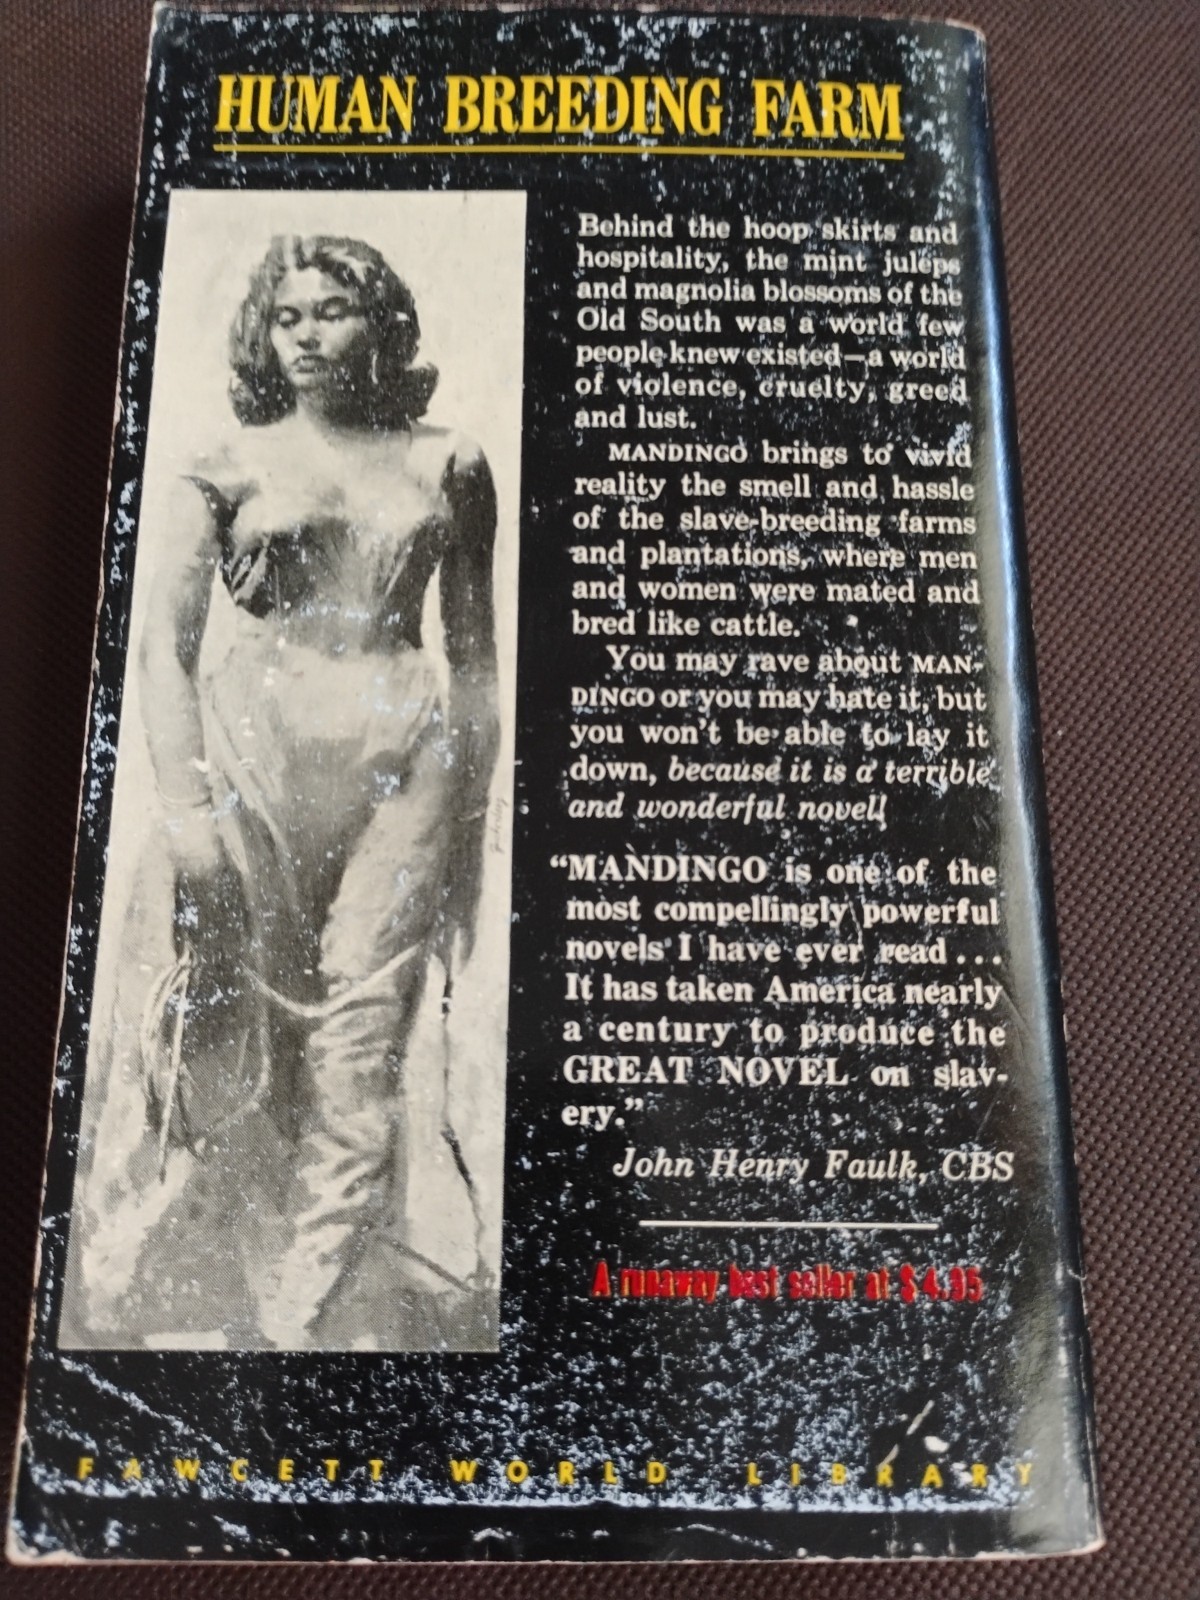 HUMAN BREEDING FARM
Behind the hoop skirts and
hospitality, the mint juleps
and magnolia blossoms of the
Old South was a world few
people knew existed—a world
of violence, cruelty, greed
and lust.
MANDINGO brings to vivid
reality the smell and hassle
of the slave-breeding farms
and plantations, where men
and women were mated and
bred like cattle.
You may rave about MAN-
DINGO or you may hate it, but
you won't be able to lay it
down, because it is a terrible
and wonderful novel!
“MANDINGO is one of the
most compellingly powerful
novels I have ever read...
It has taken America nearly
a century to produce the
GREAT NOVEL on slav-
ery.”
John Henry Faulk, CBS
A runaway best seller at $4.95
FAWCETT WORLD LIBRARY